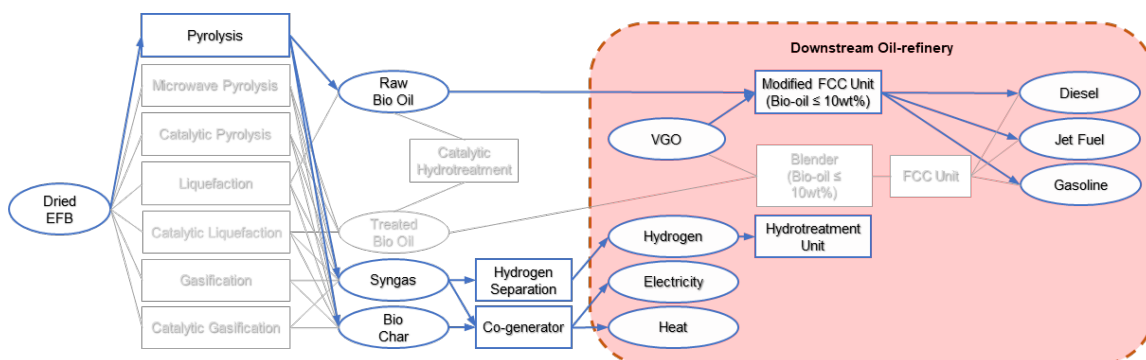 Pyrolysis
Microwave Pyrolysis
Catalytic Pyrolysis
Liquefaction
Catalytic Liquefaction
Gasification
Catalytic Gasification
Dried
EFB
Raw
Bio Oil
Catalytic
Hydrotreatment
Treated
Bio Oil
Syngas
Bio
Char
Hydrogen
Separation
Co-generator
Downstream Oil-refinery
Modified FCC Unit
(Bio-oil ≤ 10wt%)
VGO
Blender
(Bio-oil ≤
10wt%)
FCC Unit
Diesel
Jet Fuel
Gasoline
Hydrogen
Hydrotreatment
Unit
Electricity
Heat